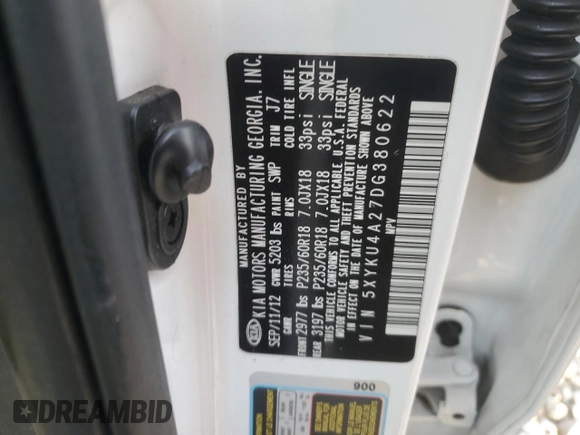 MANUFACTURED BY
KIA MOTORS MANUFACTURING GEORGIA. INC.
SEP/11/12 GVWR 5203 lbs PAINT SWP TRIM J7
GAWR TIRES RIMS COLD TIRE INFL
FRONT 2977 lbs P235/60R18 7.0JX18 33psi SINGLE
REAR 3197 lbs P235/60R18 7.0JX18 33psi SINGLE
THIS VEHICLE CONFORMS TO ALL APPLICABLE U.S.A. FEDERAL
MOTOR VEHICLE SAFETY AND THEFT PREVENTION STANDARDS
IN EFFECT ON THE DATE OF MANUFACTURE SHOWN ABOVE
VIN 5XYKU4A27DG380622
MPV
KIA
900
DREAMBID